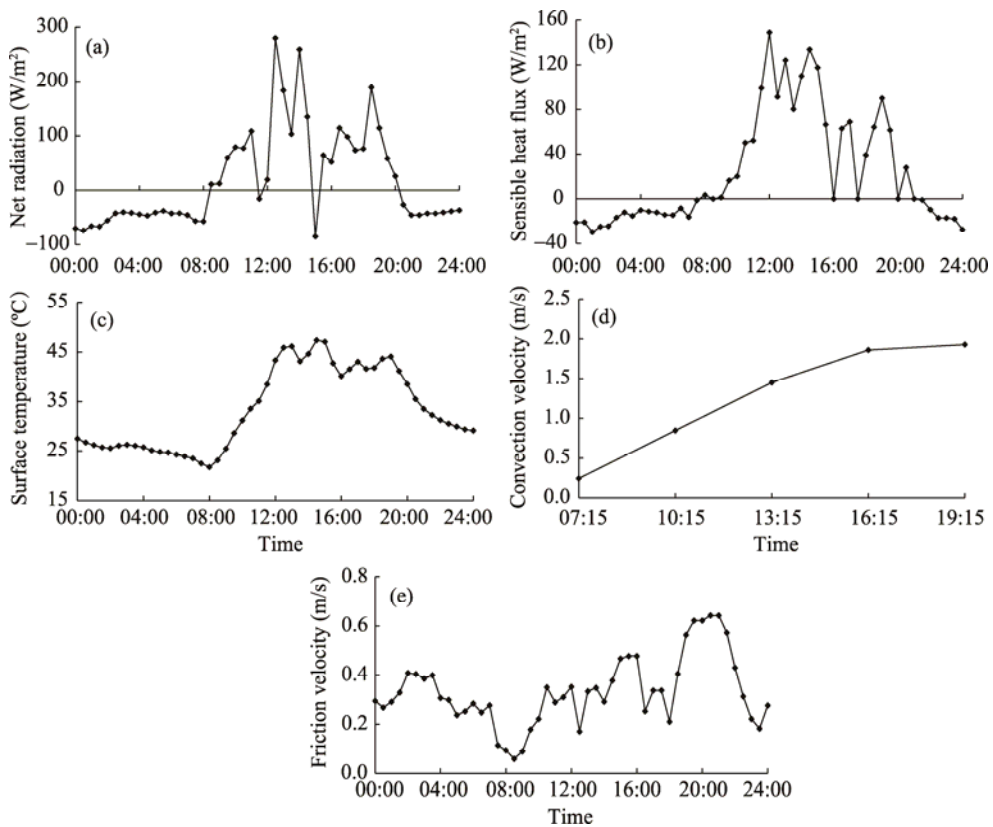 (a)
Net radiation (W/m²)
300
200
100
0
−100
00:00 04:00 08:00 12:00 16:00 20:00 24:00
(b)
Sensible heat flux (W/m²)
160
120
80
40
0
−40
00:00 04:00 08:00 12:00 16:00 20:00 24:00
(c)
Surface temperature (ºC)
55
45
35
25
15
00:00 04:00 08:00 12:00 16:00 20:00 24:00
Time
(d)
Convection velocity (m/s)
2.5
2.0
1.5
1.0
0.5
0.0
07:15 10:15 13:15 16:15 19:15
Time
(e)
Friction velocity (m/s)
0.8
0.6
0.4
0.2
0.0
00:00 04:00 08:00 12:00 16:00 20:00 24:00
Time